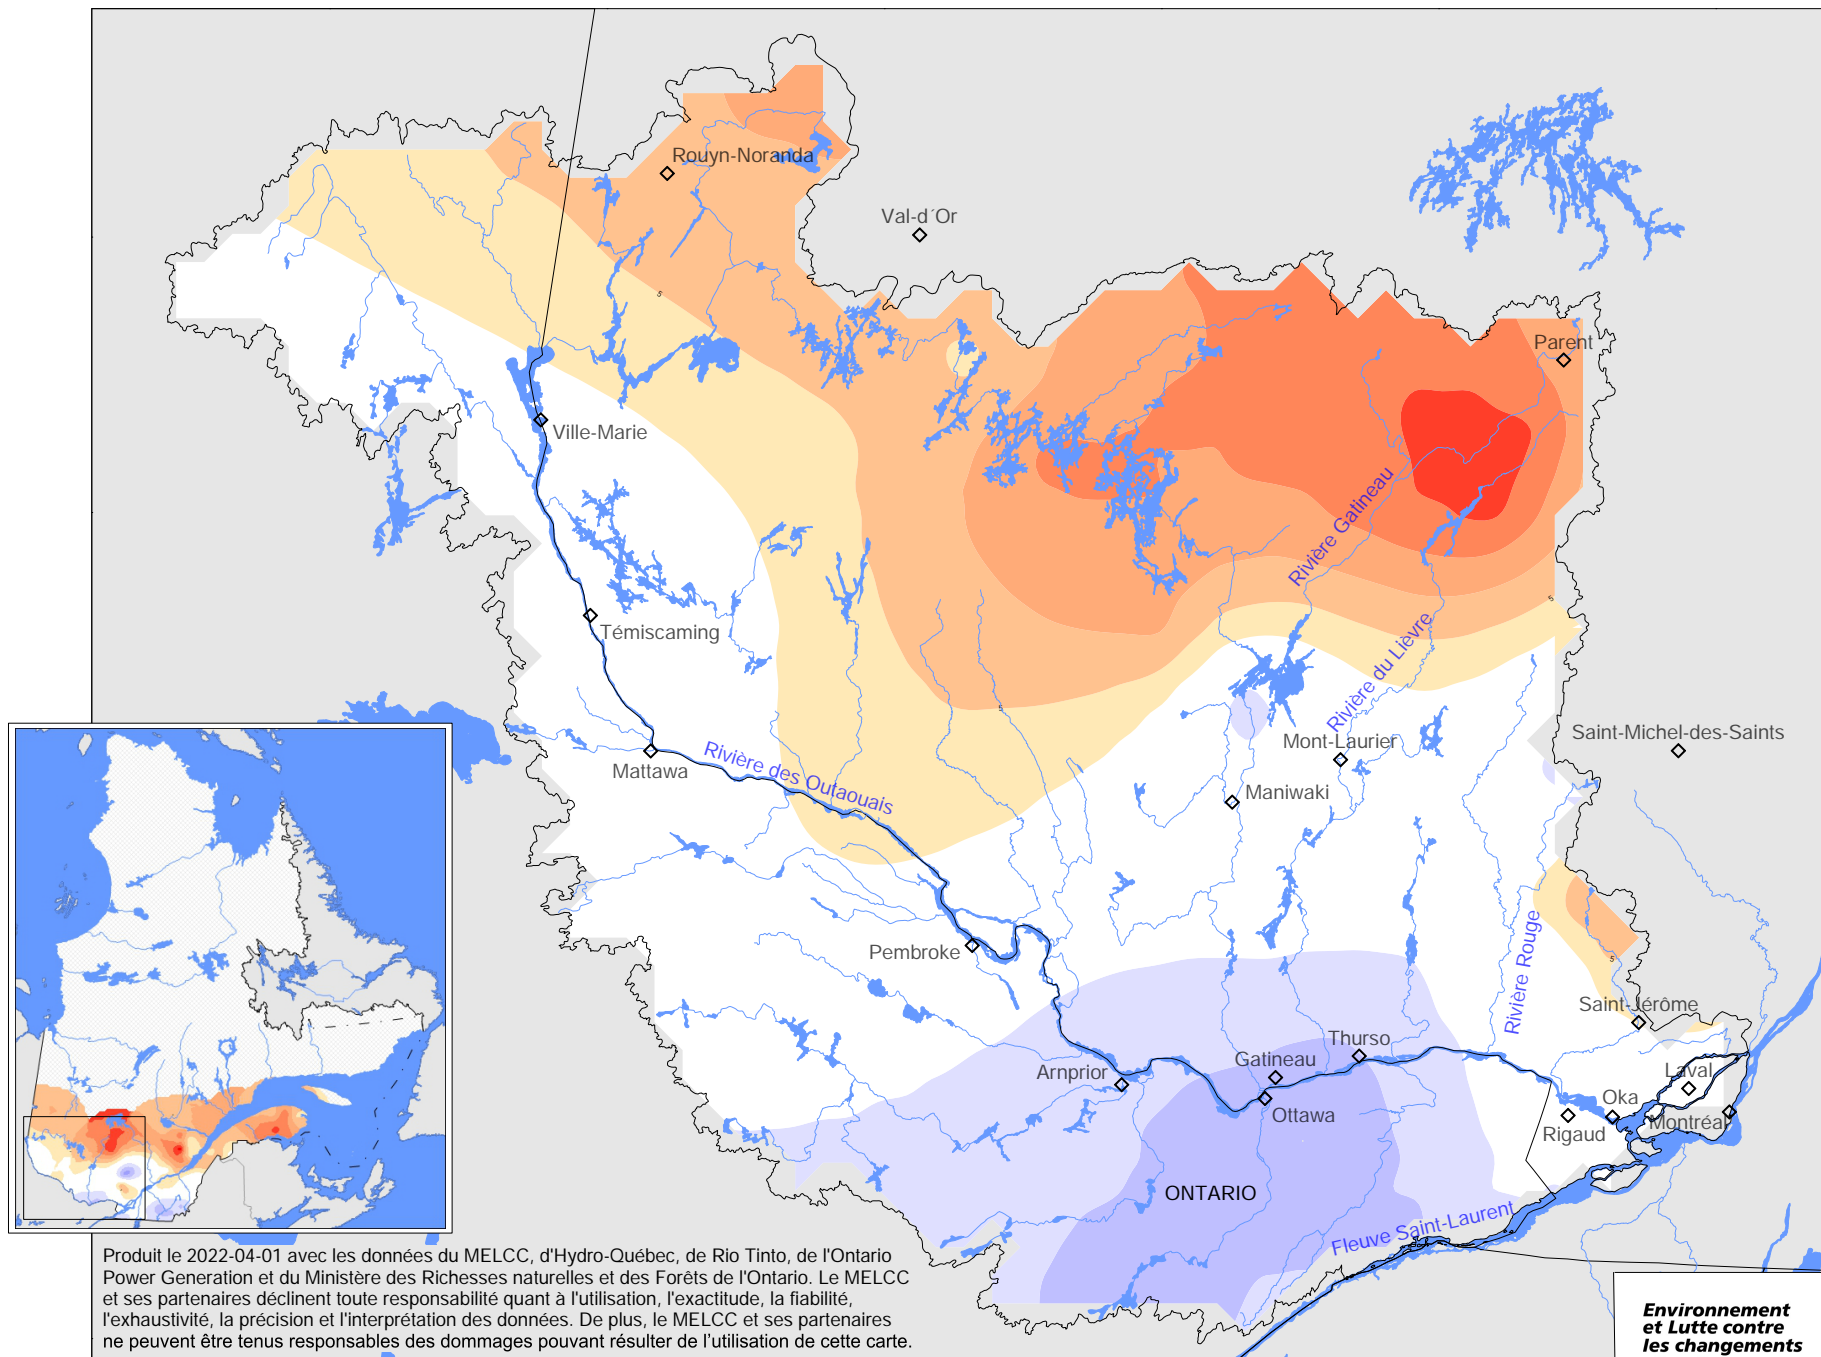 Rouyn-Noranda
Val-d´Or
5
Parent
Ville-Marie
Rivière Gatineau
5
Témiscaming
Rivière du Lièvre
5
Saint-Michel-des-Saints
Mont-Laurier
Mattawa
Rivière des Outaouais
Maniwaki
Pembroke
Rivière Rouge
5
Saint-Jérôme
Thurso
Gatineau
Arnprior
Laval
Oka
Ottawa
Montréal
Rigaud
ONTARIO
Fleuve Saint-Laurent
Produit le 2022-04-01 avec les données du MELCC, d'Hydro-Québec, de Rio Tinto, de l'Ontario
Power Generation et du Ministère des Richesses naturelles et des Forêts de l'Ontario. Le MELCC
et ses partenaires déclinent toute responsabilité quant à l'utilisation, l'exactitude, la fiabilité,
l'exhaustivité, la précision et l'interprétation des données. De plus, le MELCC et ses partenaires
ne peuvent être tenus responsables des dommages pouvant résulter de l'utilisation de cette carte.
Environnement
et Lutte contre
les changements